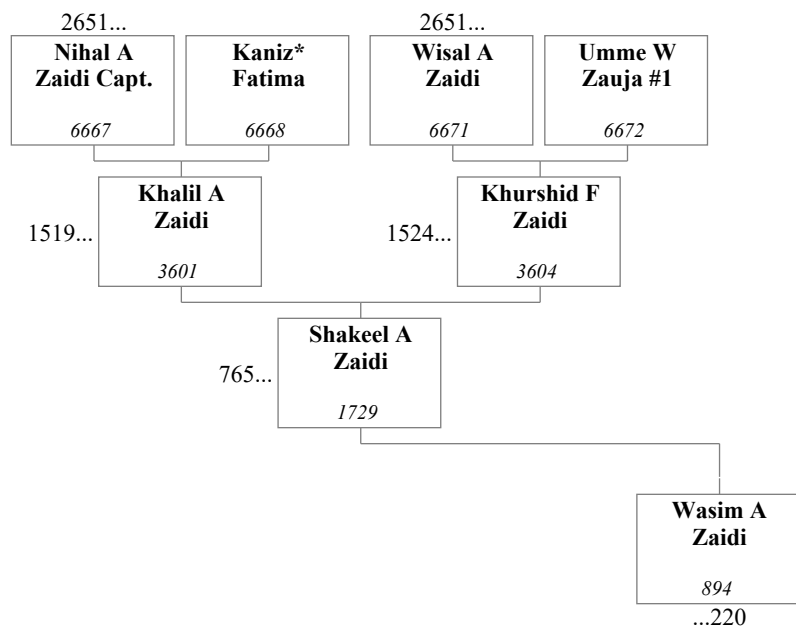 2651...
2651...
Nihal A
Zaidi Capt.
6667
Kaniz*
Fatima
6668
Wisal A
Zaidi
6671
Umme W
Zauja #1
6672
1519...
Khalil A
Zaidi
3601
1524...
Khurshid F
Zaidi
3604
765...
Shakeel A
Zaidi
1729
Wasim A
Zaidi
894
...220